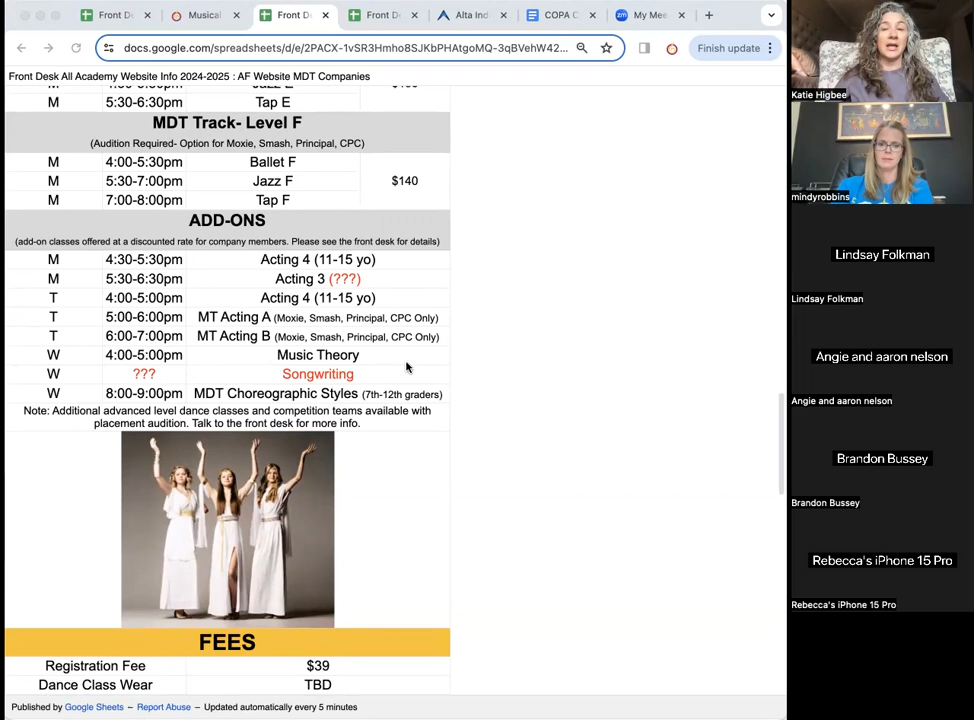 Front D
Musical
Front D
Front De
Alta Ind
COPA C
My Mee
docs.google.com/spreadsheets/d/e/2PACX-1vSR3Hmho8SJKbPHAtgoMQ-3qBVehW42...
Finish update
Front Desk All Academy Website Info 2024-2025 : AF Website MDT Companies
M 5:30-6:30pm Tap E
MDT Track- Level F
(Audition Required- Option for Moxie, Smash, Principal, CPC)
M 4:00-5:30pm Ballet F
M 5:30-7:00pm Jazz F $140
M 7:00-8:00pm Tap F
ADD-ONS
(add-on classes offered at a discounted rate for company members. Please see the front desk for details)
M 4:30-5:30pm Acting 4 (11-15 yo)
M 5:30-6:30pm Acting 3 (???)
T 4:00-5:00pm Acting 4 (11-15 yo)
T 5:00-6:00pm MT Acting A (Moxie, Smash, Principal, CPC Only)
T 6:00-7:00pm MT Acting B (Moxie, Smash, Principal, CPC Only)
W 4:00-5:00pm Music Theory
W ??? Songwriting
W 8:00-9:00pm MDT Choreographic Styles (7th-12th graders)
Note: Additional advanced level dance classes and competition teams available with
placement audition. Talk to the front desk for more info.
FEES
Registration Fee $39
Dance Class Wear TBD
Published by Google Sheets – Report Abuse – Updated automatically every 5 minutes
Katie Higbee
mindyrobbins
Lindsay Folkman
Lindsay Folkman
Angie and aaron nelson
Angie and aaron nelson
Brandon Bussey
Brandon Bussey
Rebecca's iPhone 15 Pro
Rebecca's iPhone 15 Pro